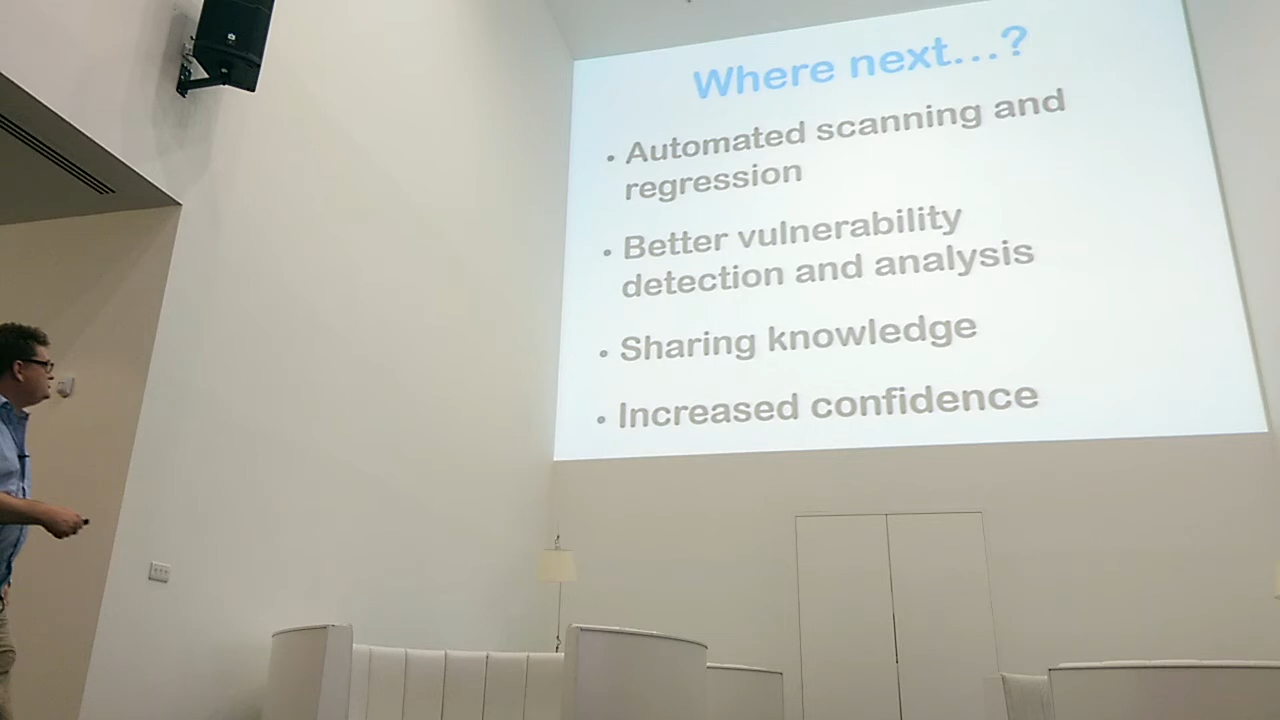 Where next...?
• Automated scanning and
regression
• Better vulnerability
detection and analysis
• Sharing knowledge
• Increased confidence